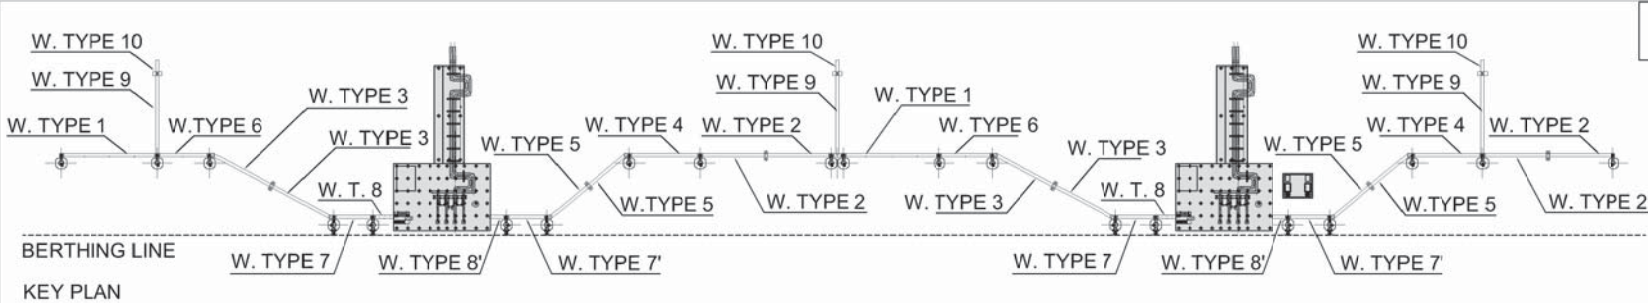 W. TYPE 10
W. TYPE 10
W. TYPE 10
W. TYPE 9
W. TYPE 9
W. TYPE 9
W. TYPE 3
W. TYPE 1
W. TYPE 1
W.TYPE 6
W. TYPE 4
W. TYPE 2
W. TYPE 6
W. TYPE 4
W. TYPE 2
W. TYPE 3
W. TYPE 5
W. TYPE 3
W. TYPE 5
W. T. 8
W.TYPE 5
W. TYPE 2
W. TYPE 3
W. T. 8
W.TYPE 5
W. TYPE 2
BERTHING LINE
W. TYPE 7
W. TYPE 8'
W. TYPE 7'
W. TYPE 7
W. TYPE 8'
W. TYPE 7'
KEY PLAN